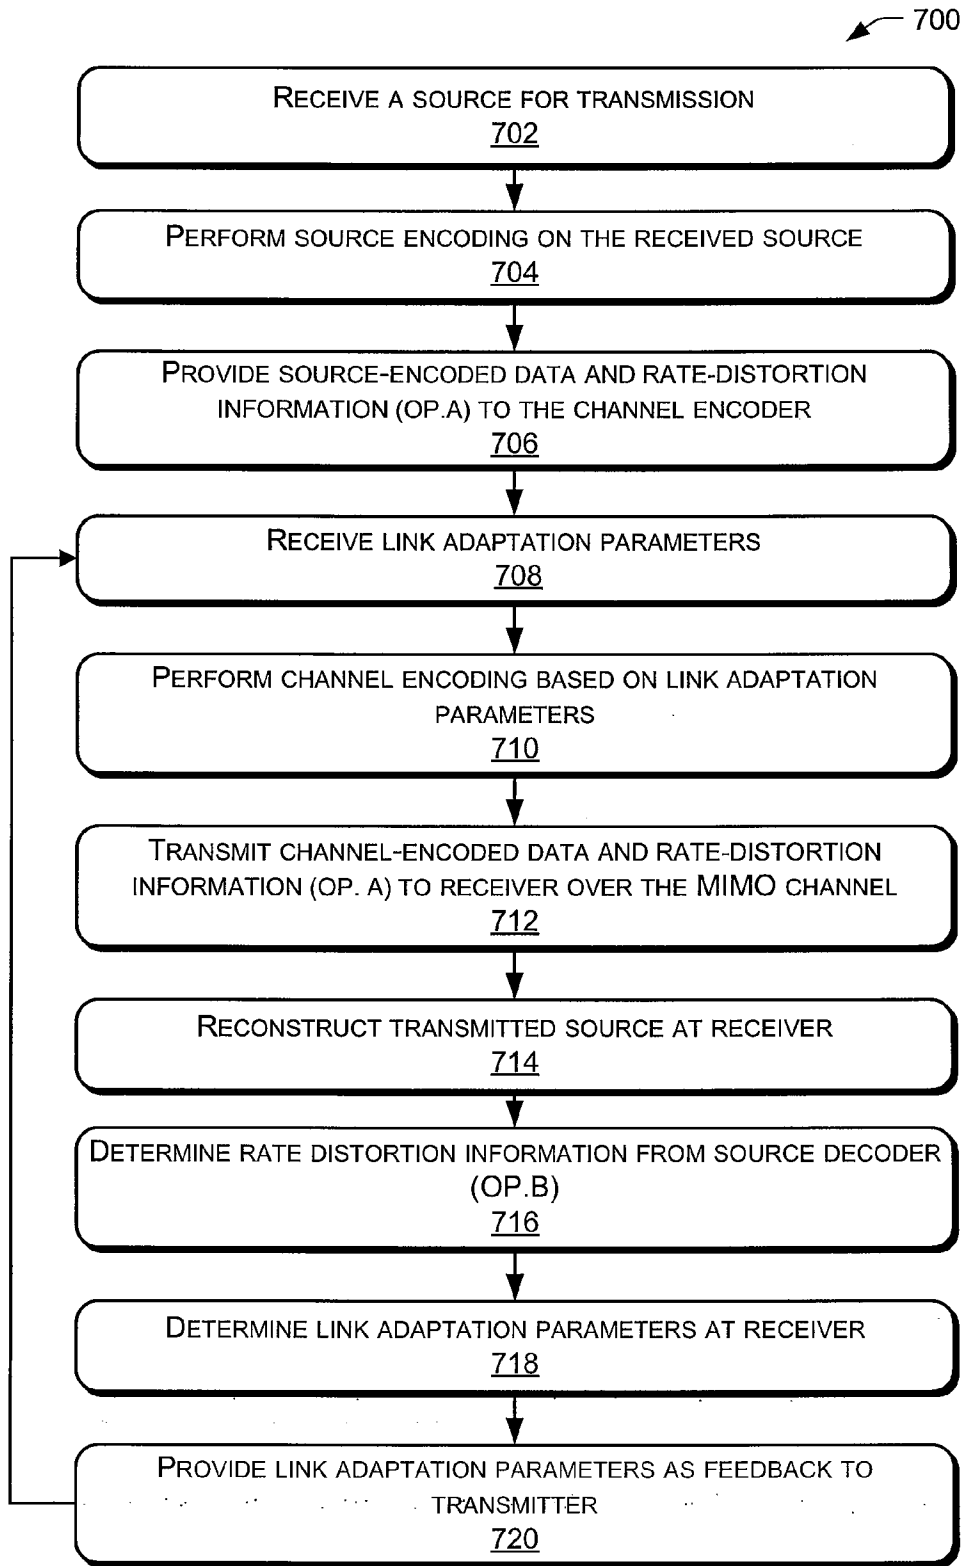 700
RECEIVE A SOURCE FOR TRANSMISSION
702
PERFORM SOURCE ENCODING ON THE RECEIVED SOURCE
704
PROVIDE SOURCE-ENCODED DATA AND RATE-DISTORTION
INFORMATION (OP.A) TO THE CHANNEL ENCODER
706
RECEIVE LINK ADAPTATION PARAMETERS
708
PERFORM CHANNEL ENCODING BASED ON LINK ADAPTATION
PARAMETERS
710
TRANSMIT CHANNEL-ENCODED DATA AND RATE-DISTORTION
INFORMATION (OP. A) TO RECEIVER OVER THE MIMO CHANNEL
712
RECONSTRUCT TRANSMITTED SOURCE AT RECEIVER
714
DETERMINE RATE DISTORTION INFORMATION FROM SOURCE DECODER
(OP.B)
716
DETERMINE LINK ADAPTATION PARAMETERS AT RECEIVER
718
PROVIDE LINK ADAPTATION PARAMETERS AS FEEDBACK TO
TRANSMITTER
720